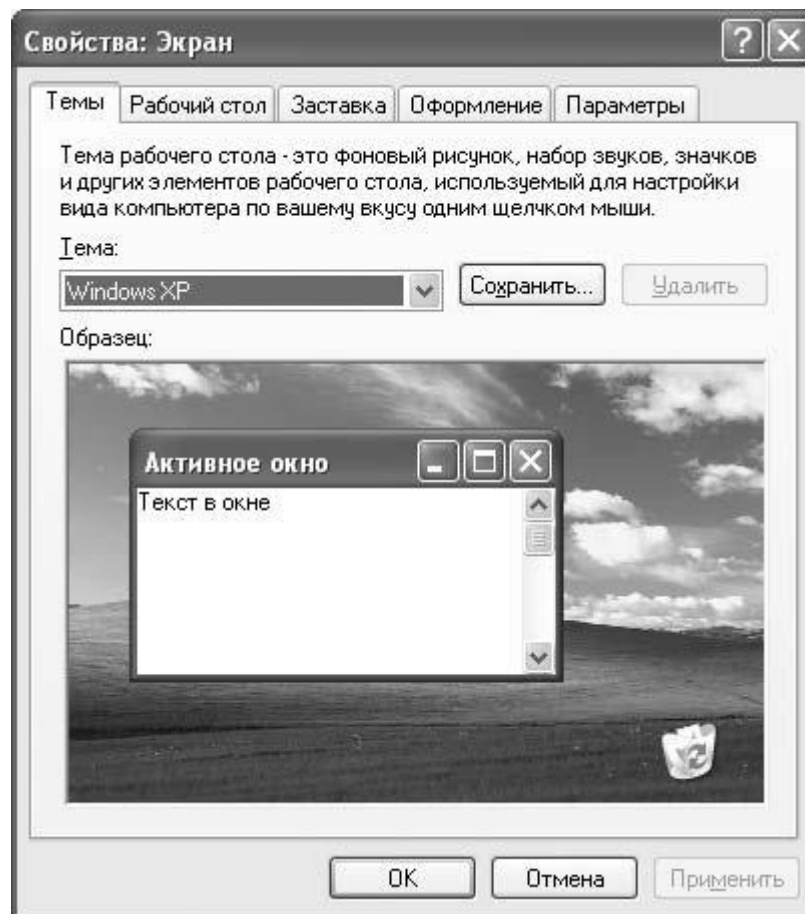 Свойства: Экран
Темы Рабочий стол Заставка Оформление Параметры
Тема рабочего стола - это фоновый рисунок, набор звуков, значков
и других элементов рабочего стола, используемый для настройки
вида компьютера по вашему вкусу одним щелчком мыши.
Тема:
Windows XP Сохранить... Удалить
Образец:
Активное окно
Текст в окне
OK Отмена Применить